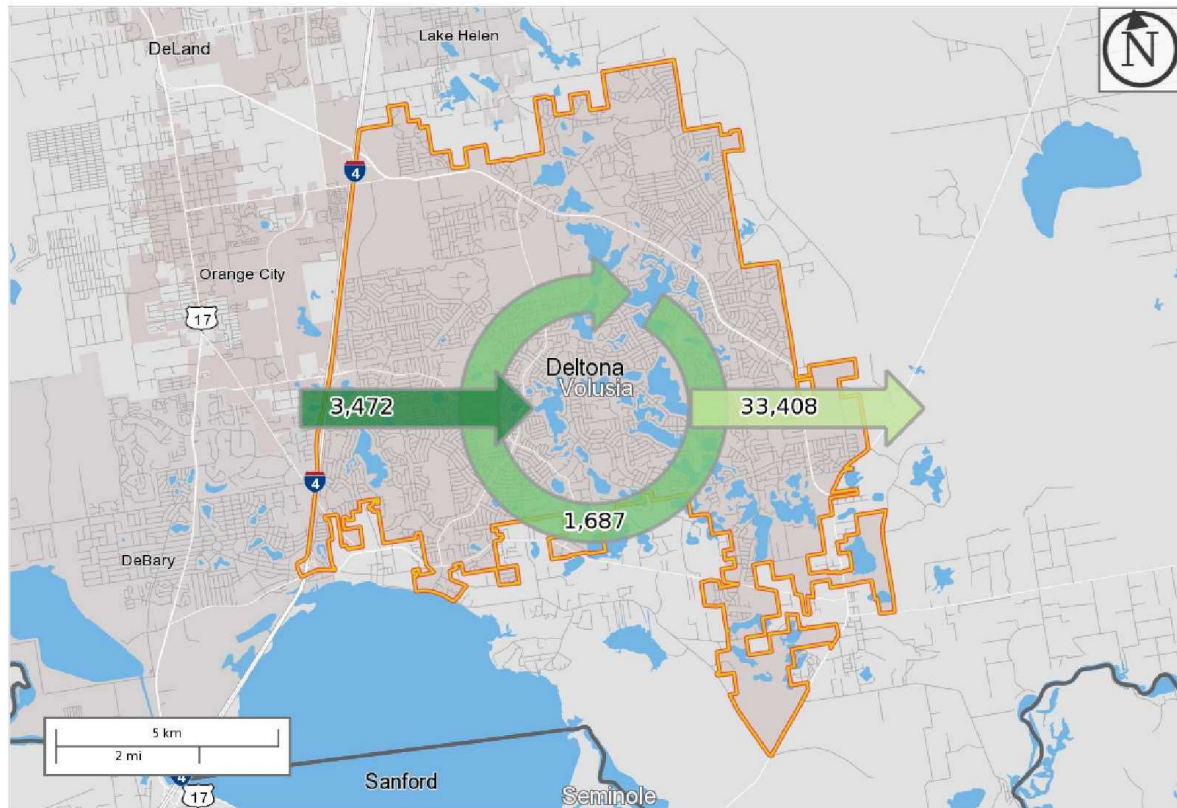 Lake Helen
DeLand
N
4
Orange City
17
Deltona
Volusia
3,472
33,408
4
1,687
DeBary
5 km
2 mi
4
17
Sanford
Seminole